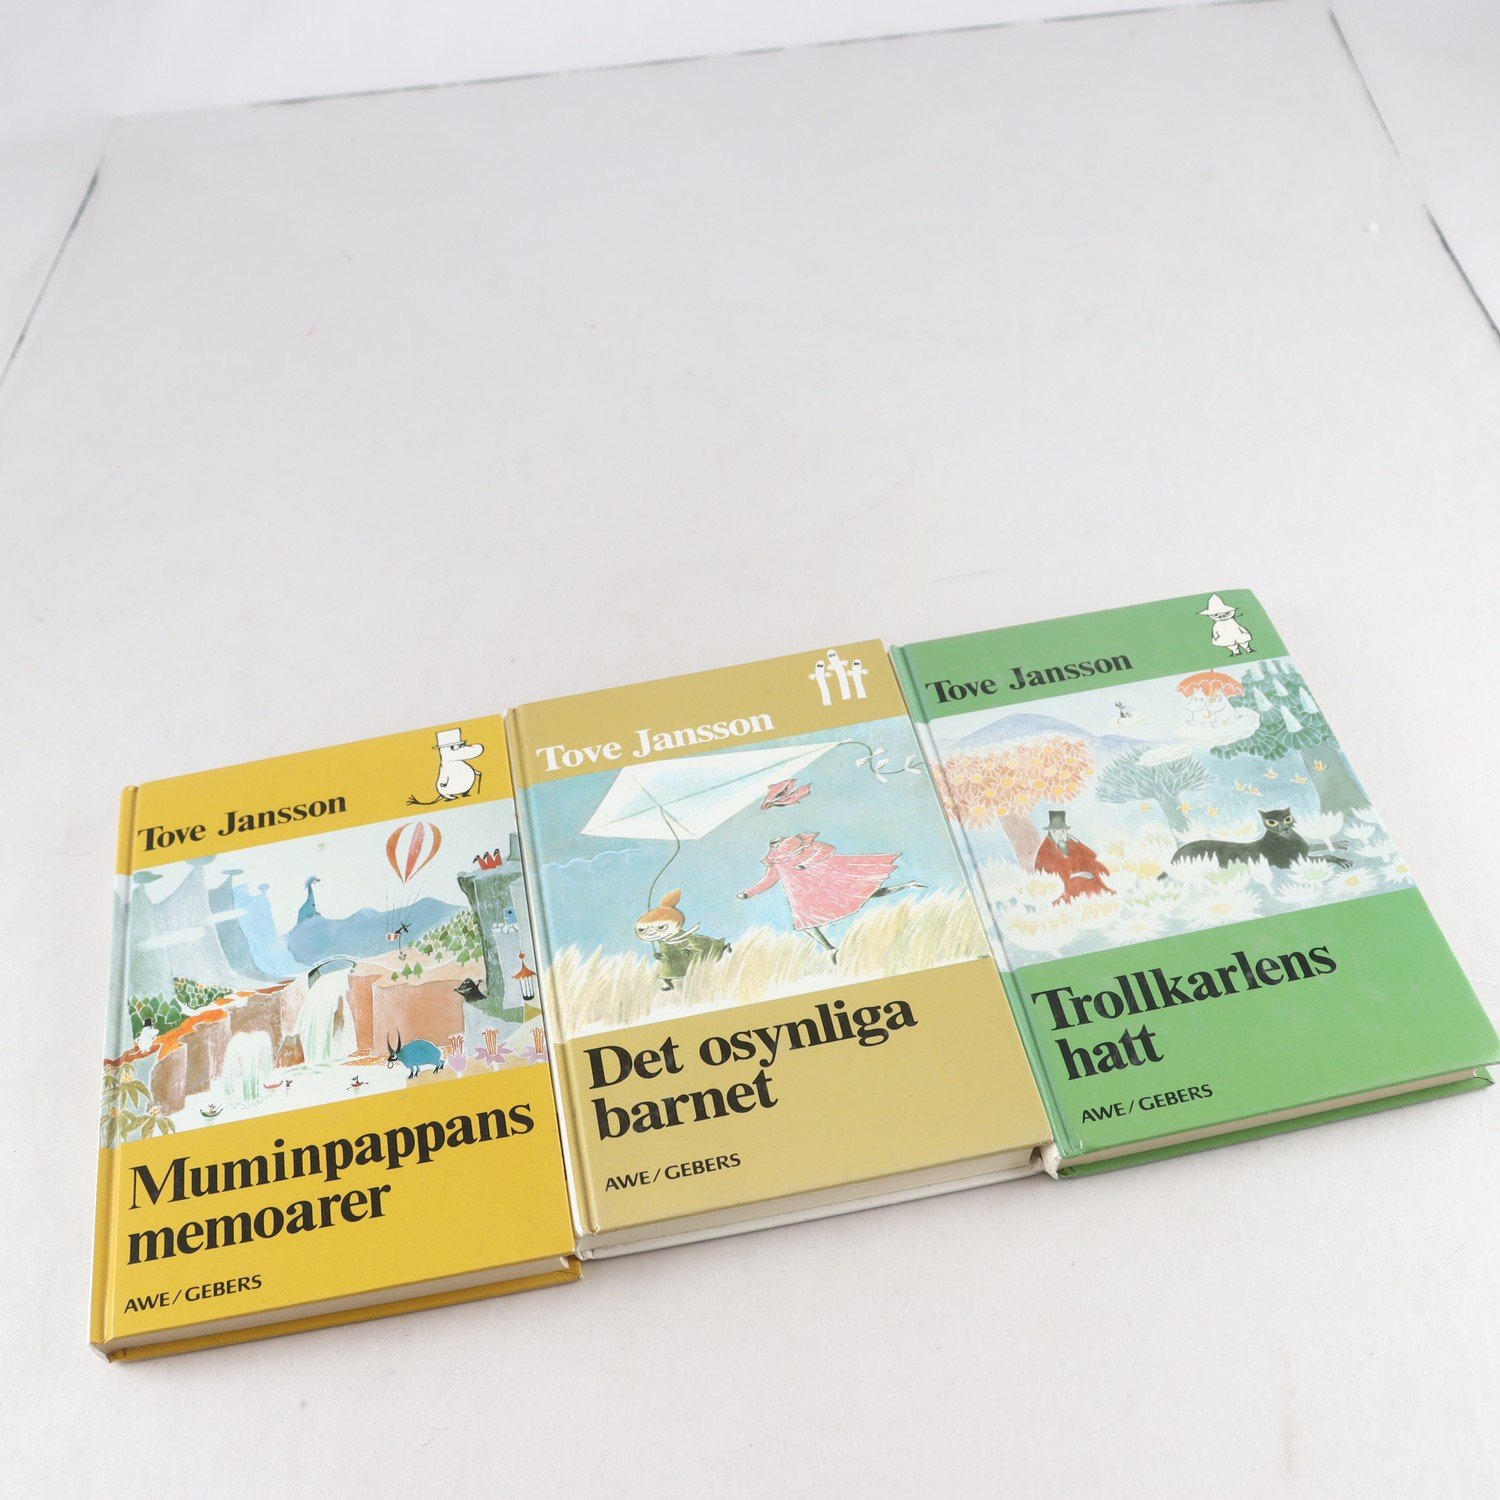 Tove Jansson
Muminpappans
memoarer
AWE/GEBERS
Tove Jansson
Det osynliga
barnet
AWE/GEBERS
Tove Jansson
Trollkarlens
hatt
AWE/GEBERS